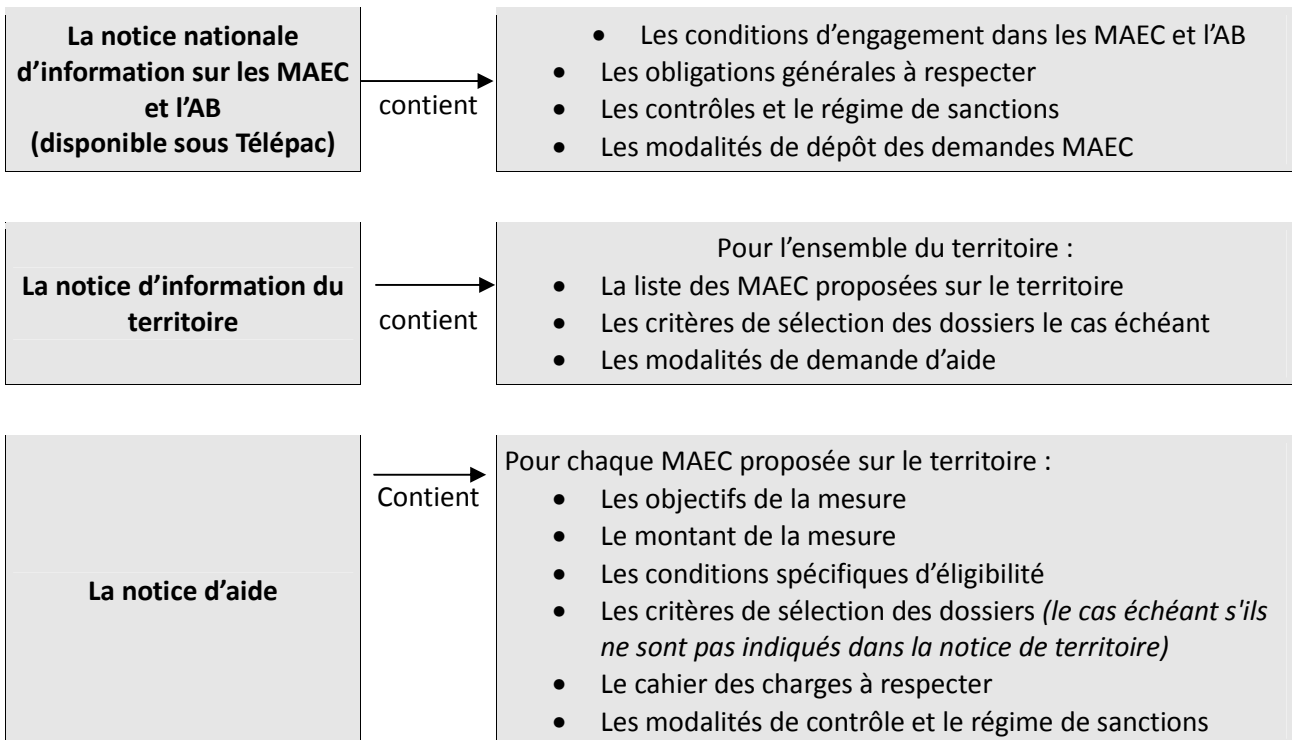 La notice nationale
d’information sur les MAEC
et l’AB
(disponible sous Télépac)
contient
• Les conditions d’engagement dans les MAEC et l’AB
• Les obligations générales à respecter
• Les contrôles et le régime de sanctions
• Les modalités de dépôt des demandes MAEC
La notice d’information du
territoire
contient
Pour l’ensemble du territoire :
• La liste des MAEC proposées sur le territoire
• Les critères de sélection des dossiers le cas échéant
• Les modalités de demande d’aide
La notice d’aide
Contient
Pour chaque MAEC proposée sur le territoire :
• Les objectifs de la mesure
• Le montant de la mesure
• Les conditions spécifiques d’éligibilité
• Les critères de sélection des dossiers (le cas échéant s'ils
ne sont pas indiqués dans la notice de territoire)
• Le cahier des charges à respecter
• Les modalités de contrôle et le régime de sanctions